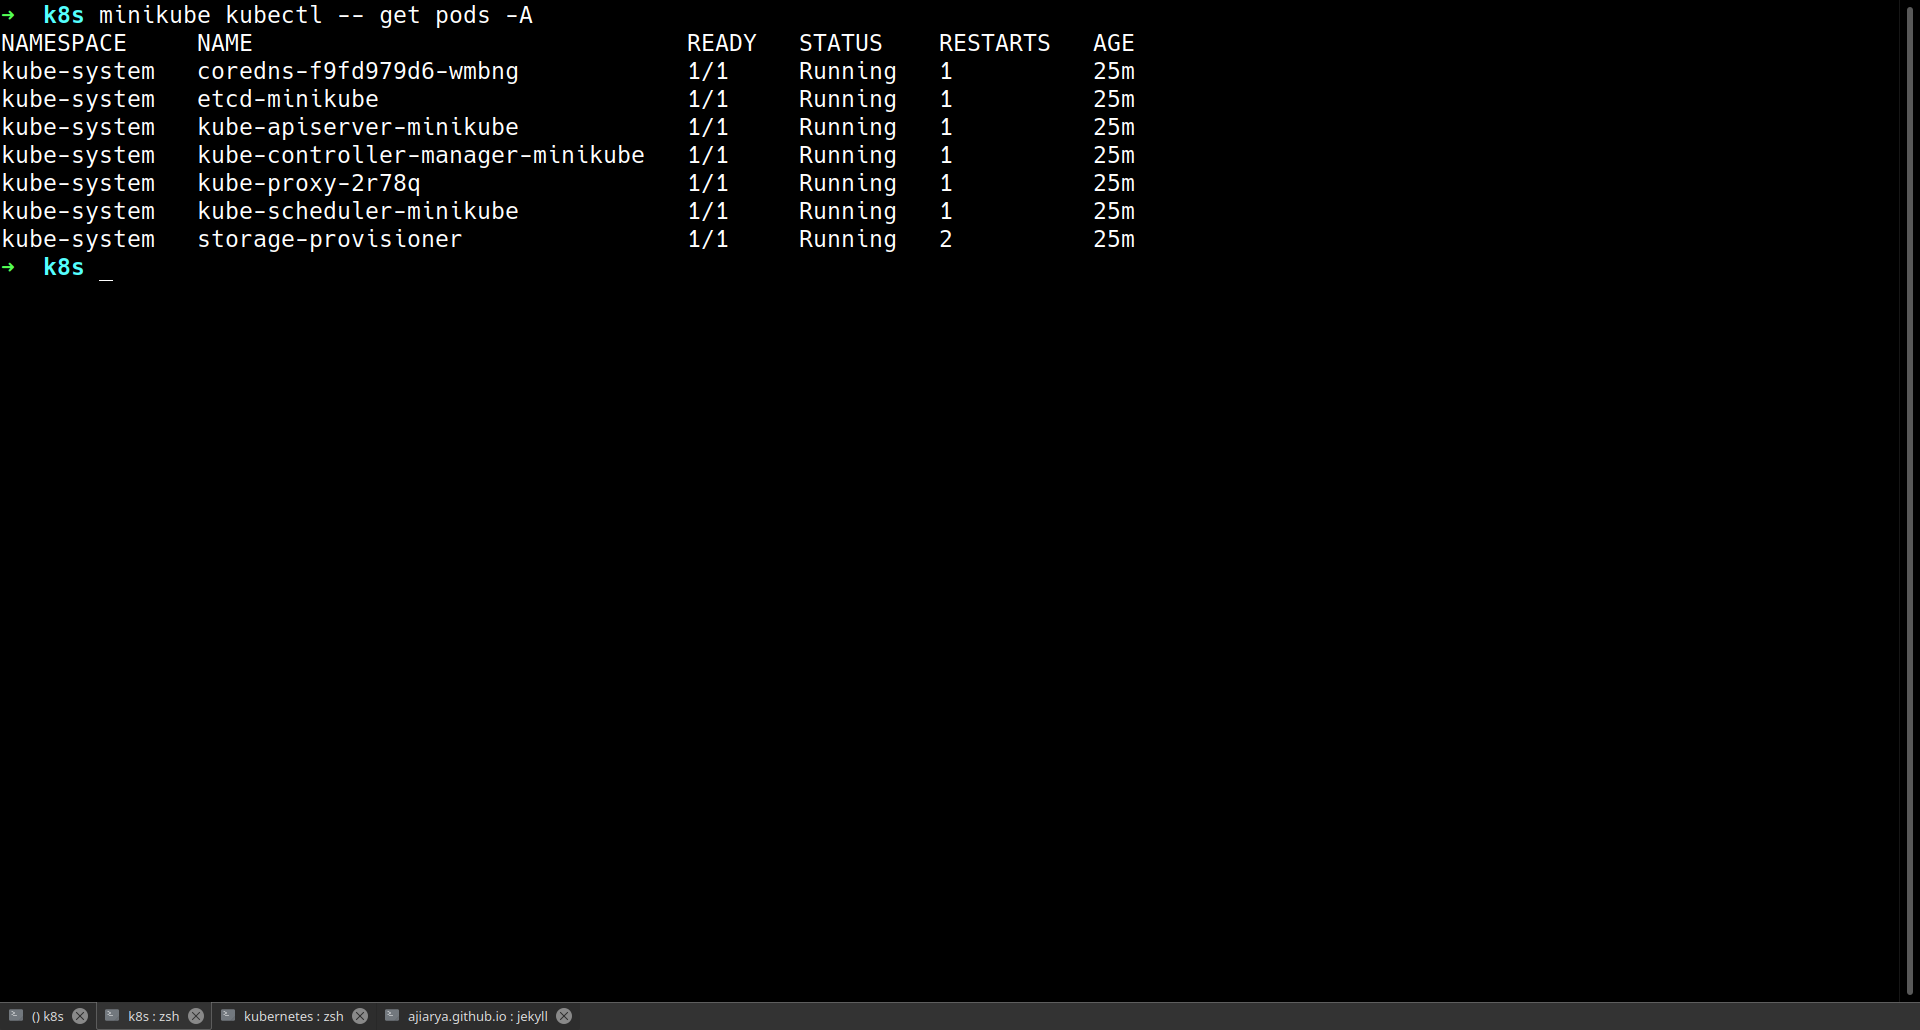 ➜  k8s minikube kubectl -- get pods -A
NAMESPACE     NAME                               READY   STATUS    RESTARTS   AGE
kube-system   coredns-f9fd979d6-wmbng            1/1     Running   1          25m
kube-system   etcd-minikube                      1/1     Running   1          25m
kube-system   kube-apiserver-minikube            1/1     Running   1          25m
kube-system   kube-controller-manager-minikube   1/1     Running   1          25m
kube-system   kube-proxy-2r78q                   1/1     Running   1          25m
kube-system   kube-scheduler-minikube            1/1     Running   1          25m
kube-system   storage-provisioner                1/1     Running   2          25m
➜  k8s _
() k8s   k8s : zsh   kubernetes : zsh   ajiarya.github.io : jekyll